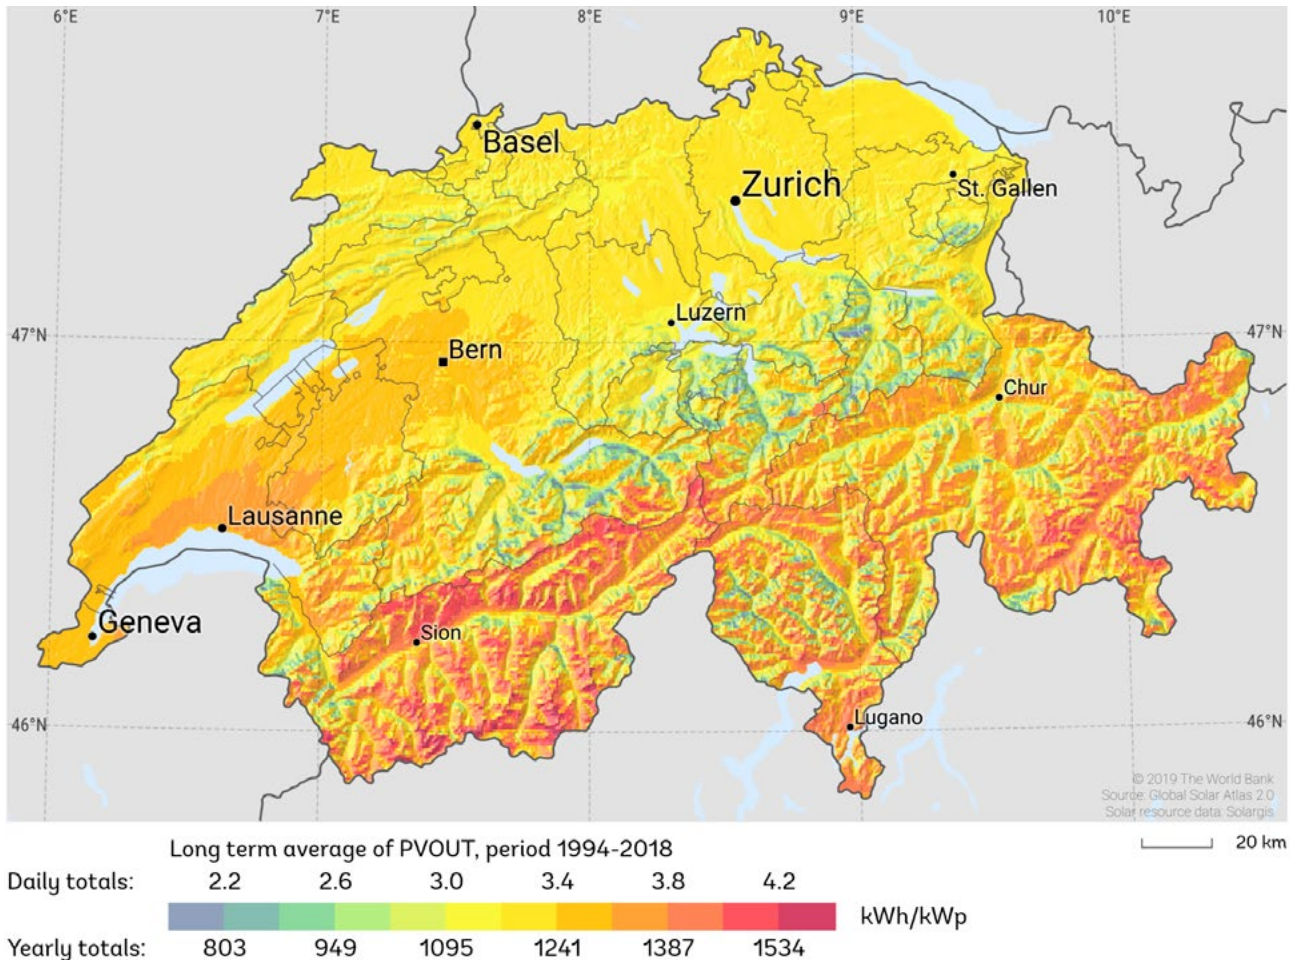 6°E 7°E 8°E 9°E 10°E
Basel
Zurich
St. Gallen
Luzern
47°N 47°N
Bern
Chur
Lausanne
Geneva
Sion
Lugano
46°N 46°N
© 2019 The World Bank
Source: Global Solar Atlas 2.0
Solar resource data: Solargis
20 km
Long term average of PVOUT, period 1994-2018
Daily totals: 2.2 2.6 3.0 3.4 3.8 4.2
kWh/kWp
Yearly totals: 803 949 1095 1241 1387 1534